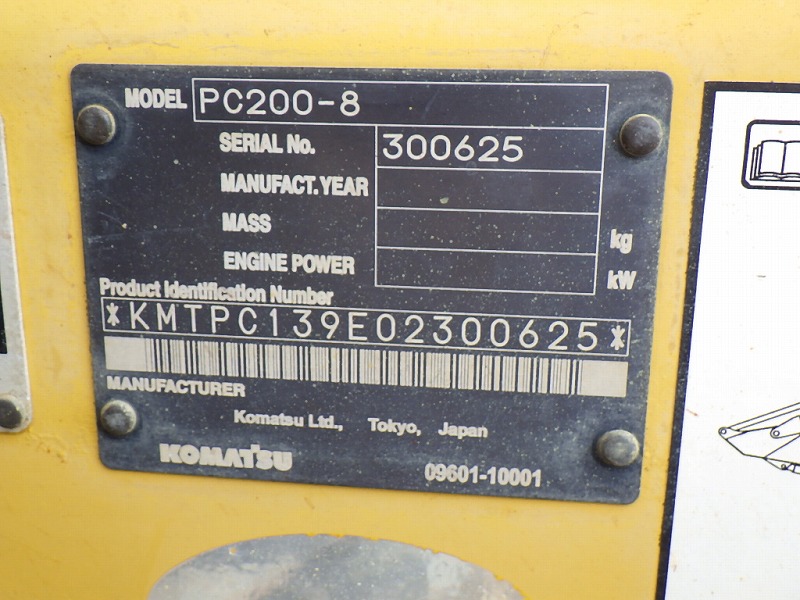 MODEL PC200-8
SERIAL No. 300625
MANUFACT. YEAR
MASS kg
ENGINE POWER kW
Product Identification Number
*KMTPC139E02300625*
MANUFACTURER
Komatsu Ltd., Tokyo, Japan
KOMATSU
09601-10001